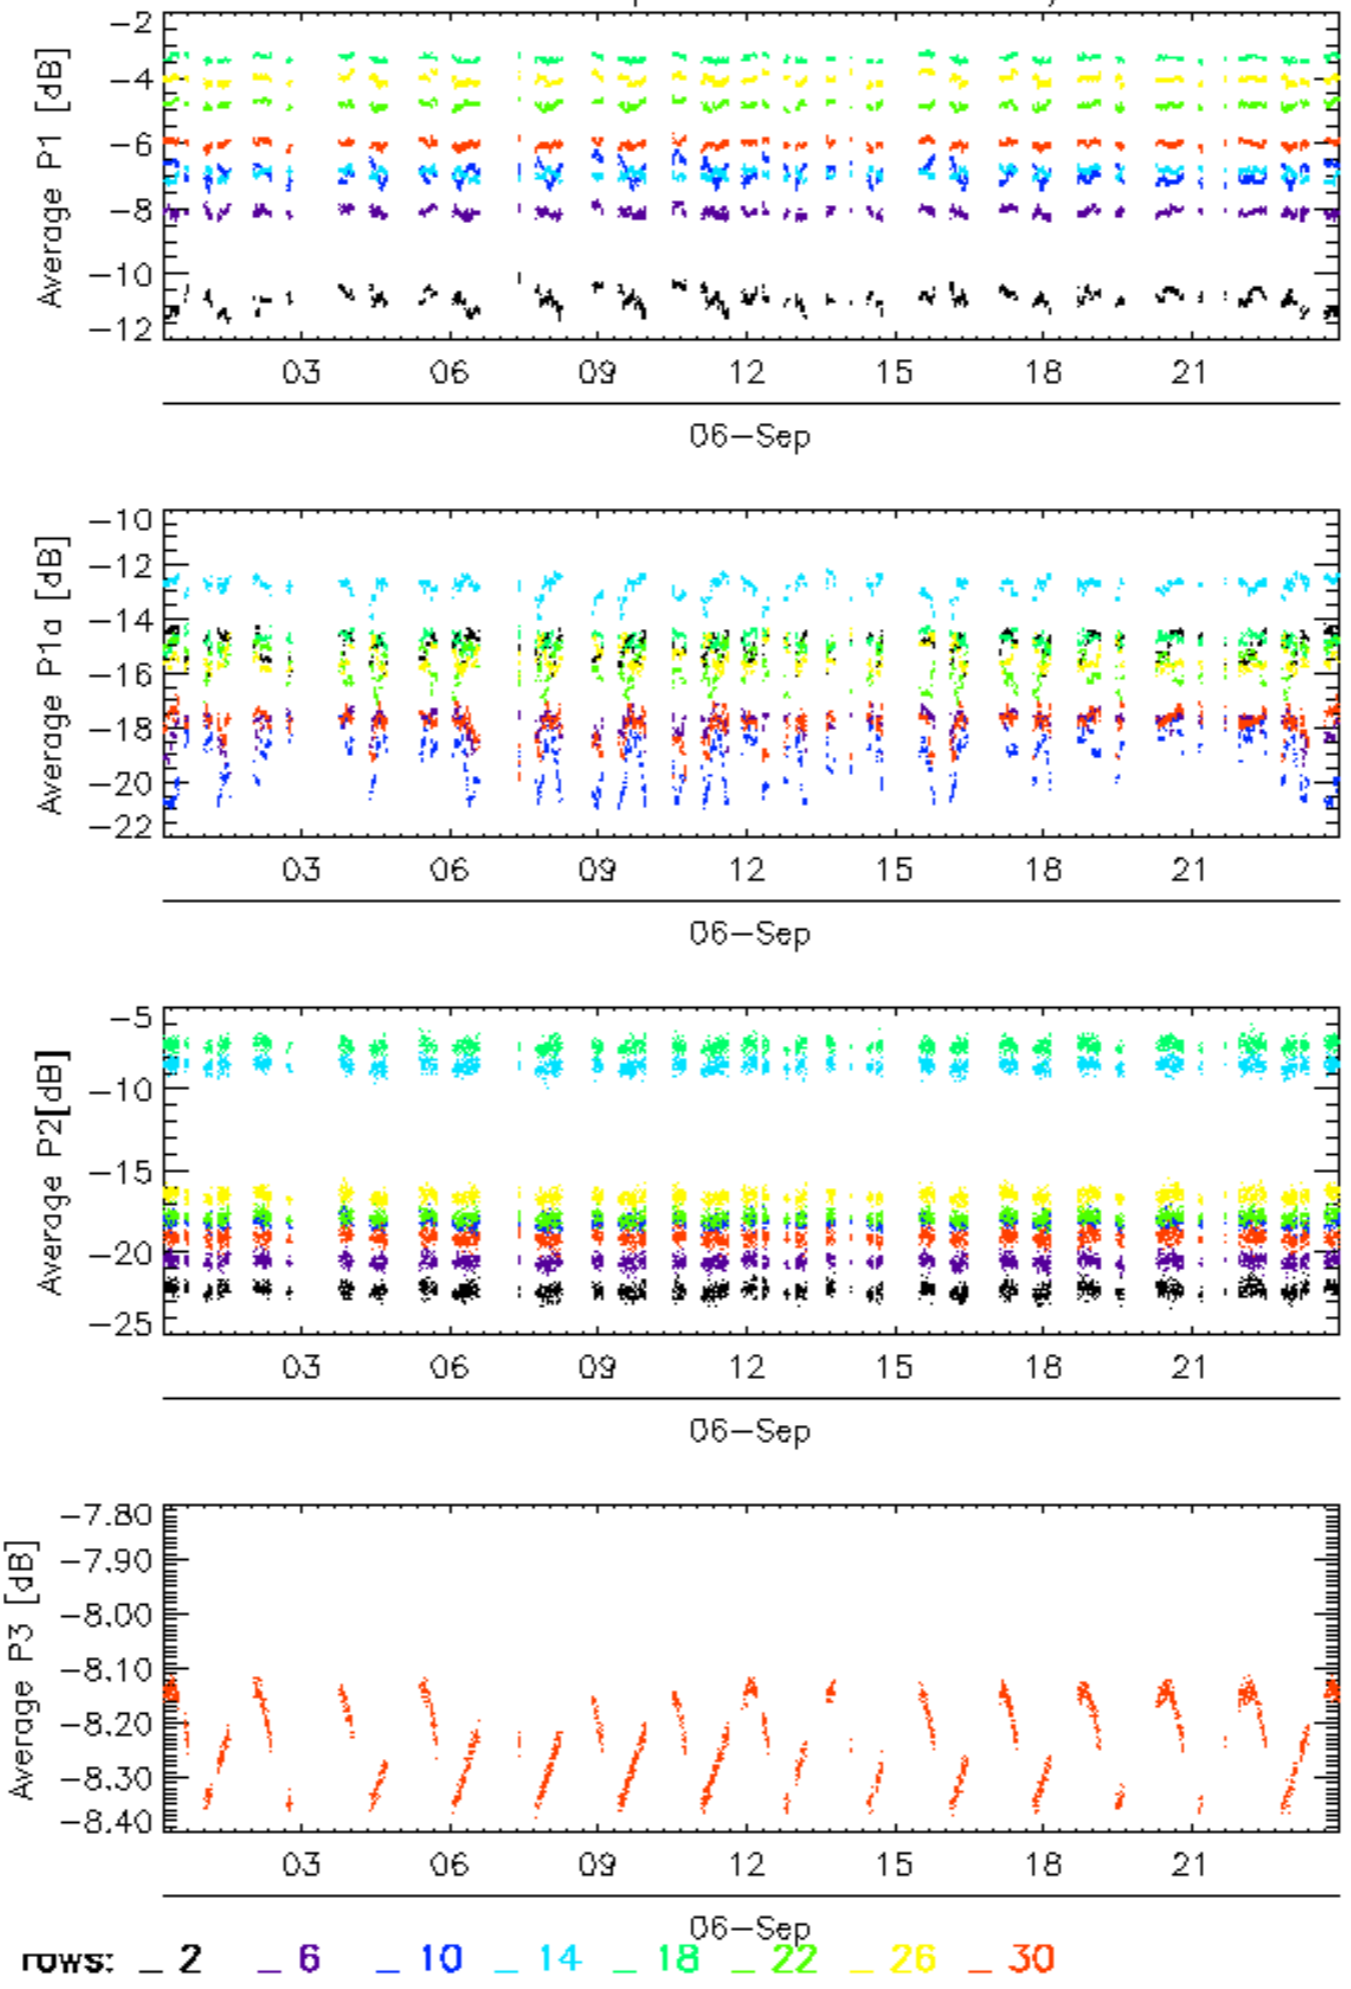 Average P1 [dB]
−2
−4
−6
−8
−10
−12
03 06 09 12 15 18 21
06−Sep
Average P1a [dB]
−10
−12
−14
−16
−18
−20
−22
03 06 09 12 15 18 21
06−Sep
Average P2[dB]
−5
−10
−15
−20
−25
03 06 09 12 15 18 21
06−Sep
Average P3 [dB]
−7.80
−7.90
−8.00
−8.10
−8.20
−8.30
−8.40
03 06 09 12 15 18 21
06−Sep
rows: _ 2 _ 6 _ 10 _ 14 _ 18 _ 22 _ 26 _ 30